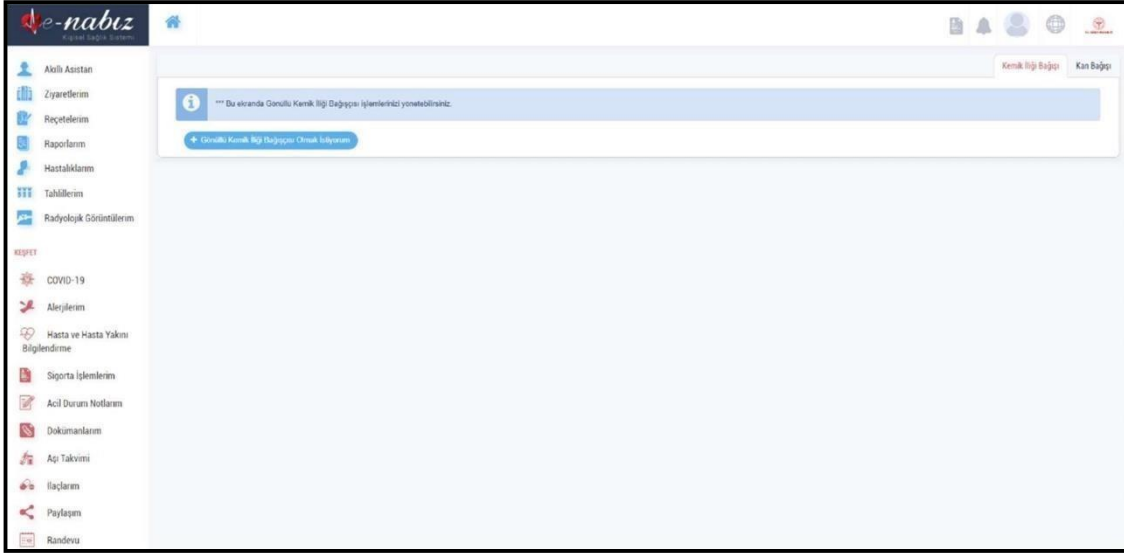 e-nabız
Kişisel Sağlık Sistemi
Akıllı Asistan
Ziyaretlerim
Reçetelerim
Raporlarım
Hastalıklarım
Tahlillerim
Radyolojik Görüntülerim
KEŞFET
COVID-19
Alerjilerim
Hasta ve Hasta Yakını
Bilgilendirme
Sigorta İşlemlerim
Acil Durum Notlarım
Dokümanlarım
Aşı Takvimi
İlaçlarım
Paylaşım
Randevu
Kemik İliği Bağışı Kan Bağışı
*** Bu ekranda Gönüllü Kemik İliği Bağışçısı işlemlerinizi yönetebilirsiniz.
+ Gönüllü Kemik İliği Bağışçısı Olmak İstiyorum